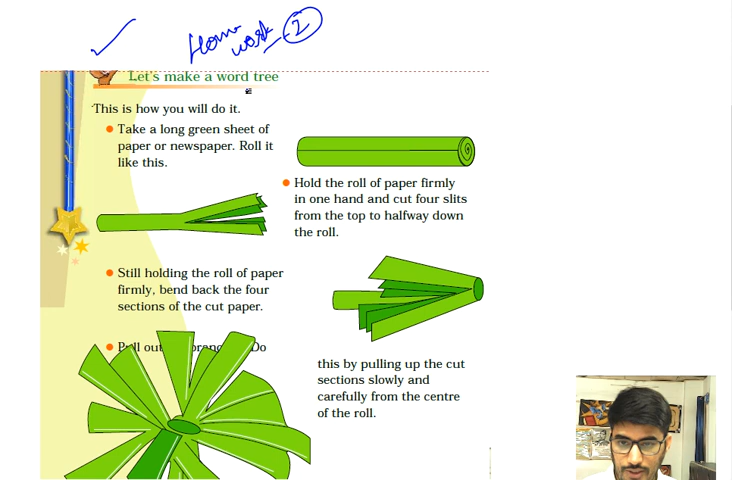 Home
work - 2
Let's make a word tree
This is how you will do it.
Take a long green sheet of
paper or newspaper. Roll it
like this.
Hold the roll of paper firmly
in one hand and cut four slits
from the top to halfway down
the roll.
Still holding the roll of paper
firmly, bend back the four
sections of the cut paper.
Pull out Do
this by pulling up the cut
sections slowly and
carefully from the centre
of the roll.